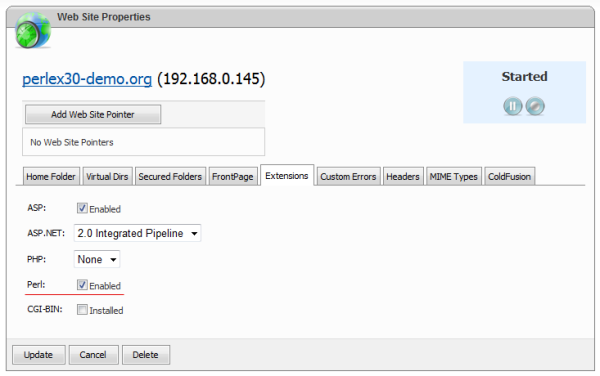 Web Site Properties
perlex30-demo.org (192.168.0.145)
Started
Add Web Site Pointer
No Web Site Pointers
Home Folder Virtual Dirs Secured Folders FrontPage Extensions Custom Errors Headers MIME Types ColdFusion
ASP: Enabled
ASP.NET: 2.0 Integrated Pipeline
PHP: None
Perl: Enabled
CGI-BIN: Installed
Update Cancel Delete